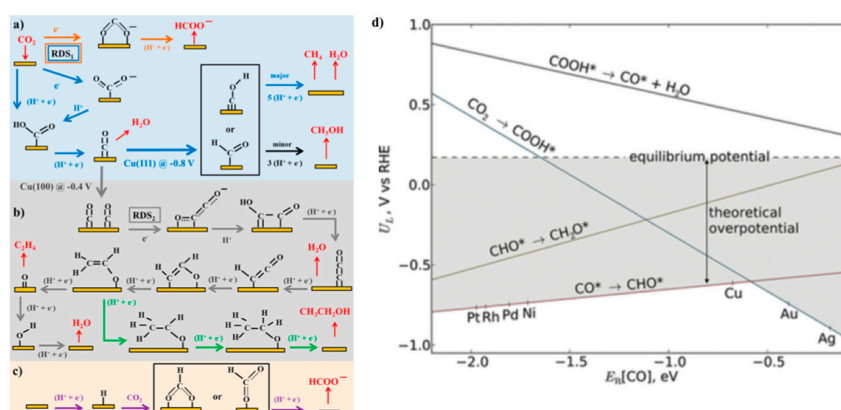 a)
CO₂
e⁻
RDS₁
(H⁺ + e⁻)
HCOO⁻
e⁻
(H⁺ + e⁻)
H⁺
HO
O
(H⁺ + e⁻)
H₂O
Cu(111) @ -0.8 V
or
major
5 (H⁺ + e⁻)
CH₄ H₂O
minor
3 (H⁺ + e⁻)
CH₃OH
Cu(100) @ -0.4 V
b)
RDS₂
e⁻
H⁺
(H⁺ + e⁻)
C₂H₄
H₂O
(H⁺ + e⁻)
(H⁺ + e⁻)
(H⁺ + e⁻)
(H⁺ + e⁻)
(H⁺ + e⁻)
(H⁺ + e⁻)
H₂O
(H⁺ + e⁻)
(H⁺ + e⁻)
(H⁺ + e⁻)
CH₃CH₂OH
c)
(H⁺ + e⁻)
H
CO₂
or
(H⁺ + e⁻)
HCOO⁻
d)
U_L, V vs RHE
1.0
0.5
0.0
-0.5
-1.0
COOH* → CO* + H₂O
CO₂ → COOH*
equilibrium potential
theoretical
overpotential
CHO* → CH₂O*
CO* → CHO*
Pt Rh Pd Ni
Cu
Au
Ag
-2.0 -1.5 -1.0 -0.5
E_B[CO], eV